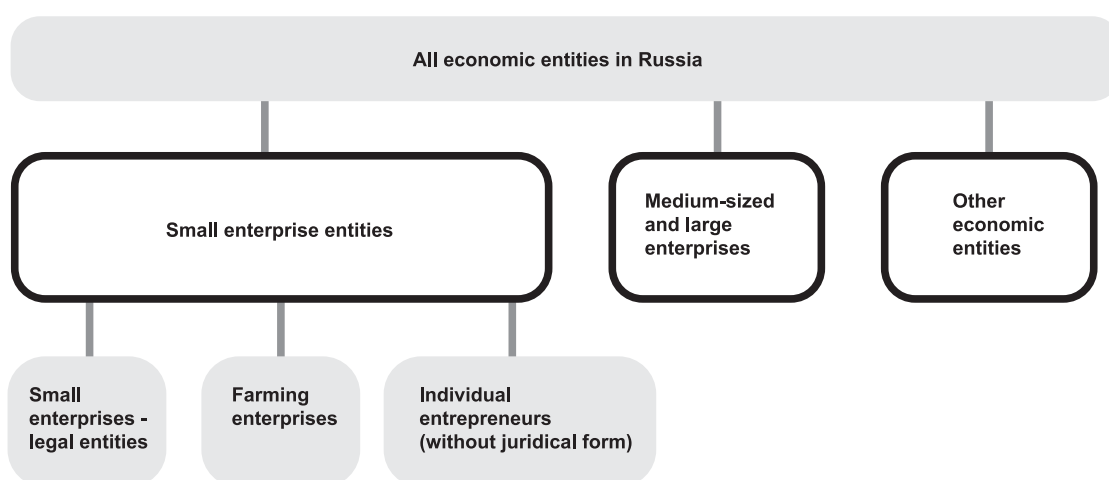 All economic entities in Russia
Small enterprise entities
Medium-sized
and large
enterprises
Other
economic
entities
Small
enterprises -
legal entities
Farming
enterprises
Individual
entrepreneurs
(without juridical form)